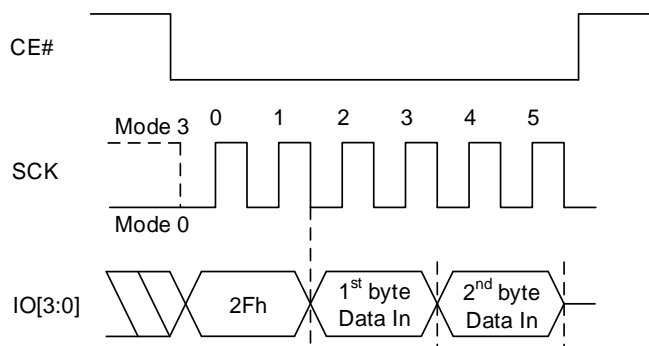 CE#
0 1 2 3 4 5
Mode 3
SCK
Mode 0
IO[3:0]
2Fh
1st byte
Data In
2nd byte
Data In